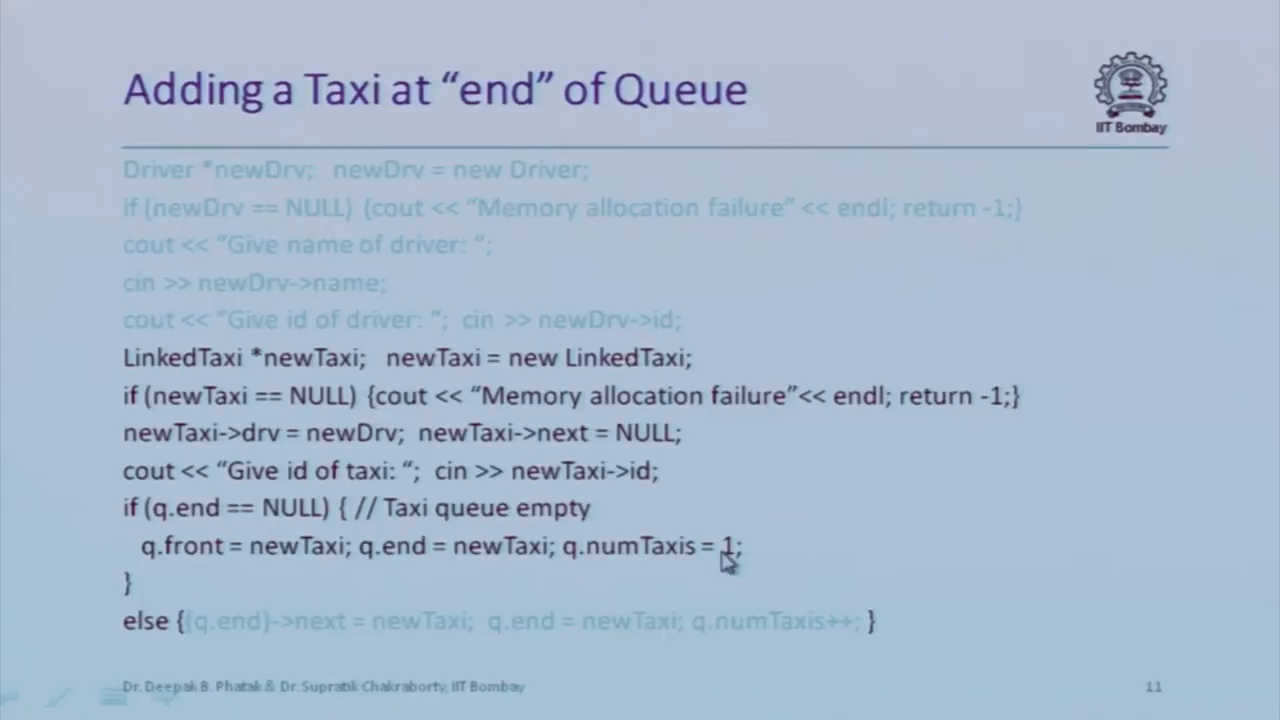 Adding a Taxi at “end” of Queue
IIT Bombay
Driver *newDrv; newDrv = new Driver;
if (newDrv == NULL) {cout << “Memory allocation failure” << endl; return -1;}
cout << “Give name of driver: “;
cin >> newDrv->name;
cout << “Give id of driver: “; cin >> newDrv->id;
LinkedTaxi *newTaxi; newTaxi = new LinkedTaxi;
if (newTaxi == NULL) {cout << “Memory allocation failure”<< endl; return -1;}
newTaxi->drv = newDrv; newTaxi->next = NULL;
cout << “Give id of taxi: “; cin >> newTaxi->id;
if (q.end == NULL) { // Taxi queue empty
q.front = newTaxi; q.end = newTaxi; q.numTaxis = 1;
}
else {(q.end)->next = newTaxi; q.end = newTaxi; q.numTaxis++; }
Dr. Deepak B. Phatak & Dr. Supratik Chakraborty, IIT Bombay
11